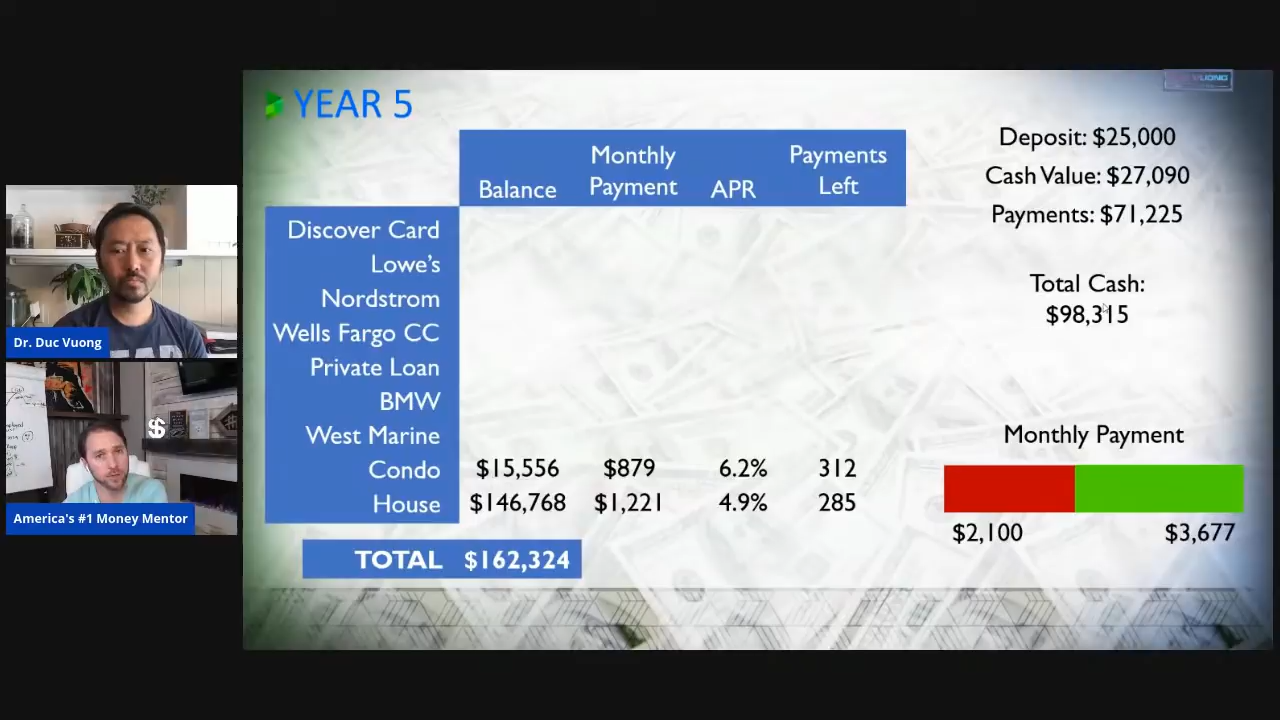 YEAR 5
Balance
Monthly
Payment
APR
Payments
Left
Discover Card
Lowe's
Nordstrom
Wells Fargo CC
Private Loan
BMW
West Marine
Condo $15,556 $879 6.2% 312
House $146,768 $1,221 4.9% 285
TOTAL $162,324
Deposit: $25,000
Cash Value: $27,090
Payments: $71,225
Total Cash:
$98,315
Monthly Payment
$2,100 $3,677
Dr. Duc Vuong
$
America's #1 Money Mentor